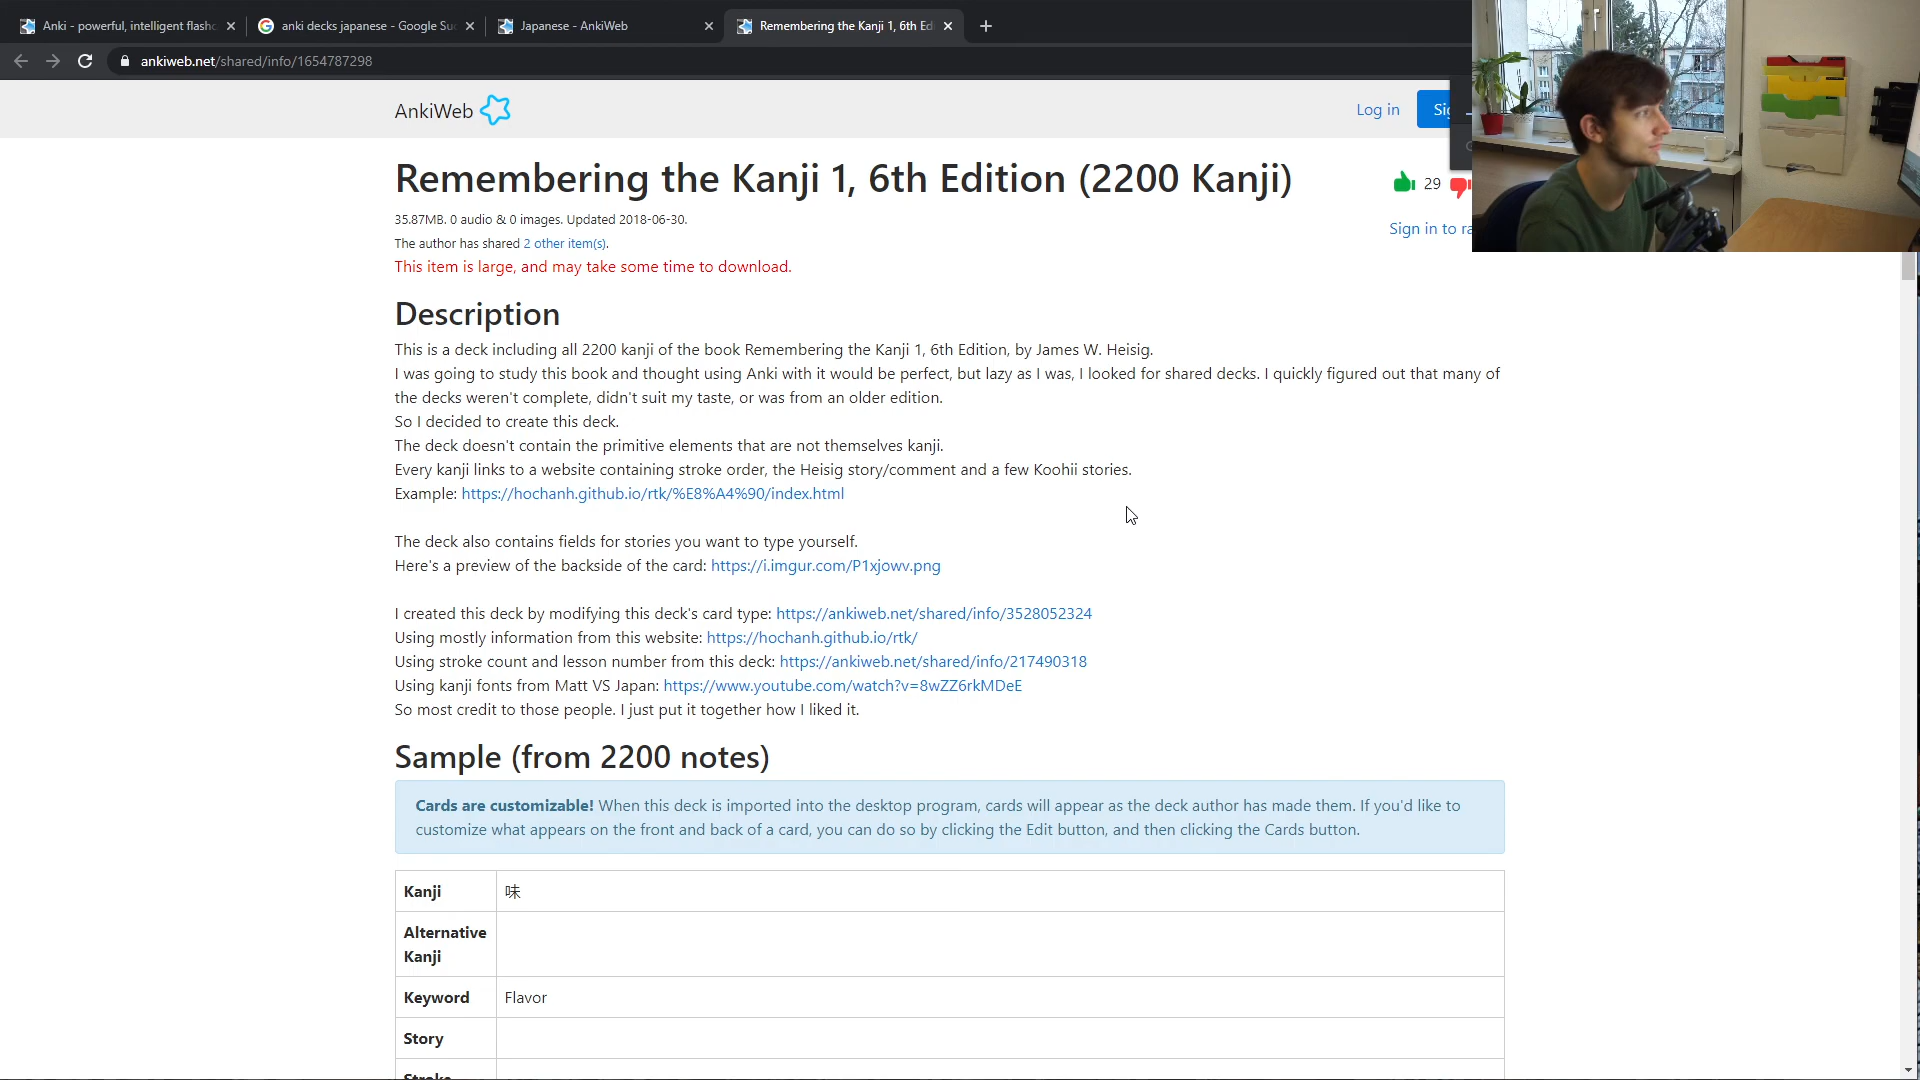 Anki - powerful, intelligent flashc
anki decks japanese - Google Su
Japanese - AnkiWeb
Remembering the Kanji 1, 6th Ed
ankiweb.net/shared/info/1654787298
AnkiWeb
Log in
Remembering the Kanji 1, 6th Edition (2200 Kanji)
29
35.87MB. 0 audio & 0 images. Updated 2018-06-30.
The author has shared 2 other item(s).
Sign in to ra
This item is large, and may take some time to download.
Description
This is a deck including all 2200 kanji of the book Remembering the Kanji 1, 6th Edition, by James W. Heisig.
I was going to study this book and thought using Anki with it would be perfect, but lazy as I was, I looked for shared decks. I quickly figured out that many of
the decks weren't complete, didn't suit my taste, or was from an older edition.
So I decided to create this deck.
The deck doesn't contain the primitive elements that are not themselves kanji.
Every kanji links to a website containing stroke order, the Heisig story/comment and a few Koohii stories.
Example: https://hochanh.github.io/rtk/%E8%A4%90/index.html
The deck also contains fields for stories you want to type yourself.
Here's a preview of the backside of the card: https://i.imgur.com/P1xjowv.png
I created this deck by modifying this deck's card type: https://ankiweb.net/shared/info/3528052324
Using mostly information from this website: https://hochanh.github.io/rtk/
Using stroke count and lesson number from this deck: https://ankiweb.net/shared/info/217490318
Using kanji fonts from Matt VS Japan: https://www.youtube.com/watch?v=8wZZ6rkMDeE
So most credit to those people. I just put it together how I liked it.
Sample (from 2200 notes)
Cards are customizable! When this deck is imported into the desktop program, cards will appear as the deck author has made them. If you'd like to
customize what appears on the front and back of a card, you can do so by clicking the Edit button, and then clicking the Cards button.
Kanji 味
Alternative
Kanji
Keyword Flavor
Story
Stroke